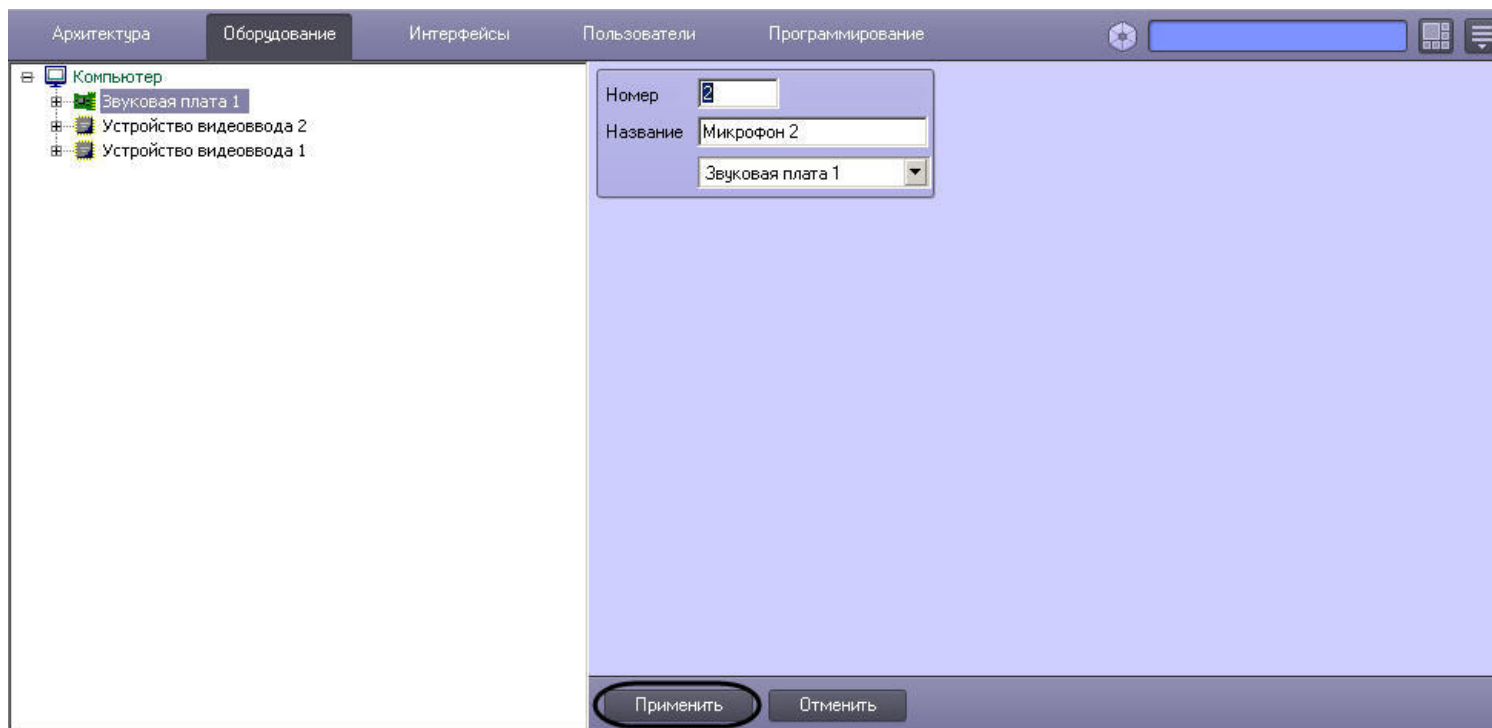 Архитектура Оборудование Интерфейсы Пользователи Программирование
Компьютер
Звуковая плата 1
Устройство видеоввода 2
Устройство видеоввода 1
Номер 2
Название Микрофон 2
Звуковая плата 1
Применить Отменить